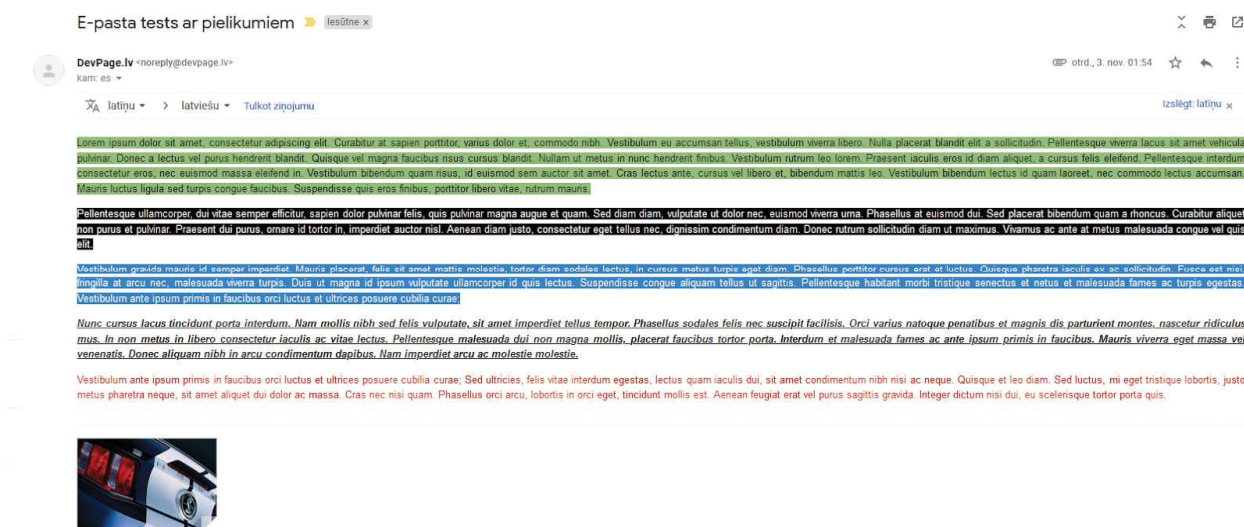 E-pasta tests ar pielikumiem Iesūtne x
DevPage.lv <noreply@devpage.lv>
otrd., 3. nov. 01:54
kam: es
latīņu > latviešu Tulkot ziņojumu
Izslēgt: latīņu x
Lorem ipsum dolor sit amet, consectetur adipiscing elit. Curabitur at sapien porttitor, varius dolor et, commodo nibh. Vestibulum eu accumsan tellus, vestibulum viverra libero. Nulla placerat blandit elit a sollicitudin. Pellentesque viverra lacus sit amet vehicula
pulvinar. Donec a lectus vel purus hendrerit blandit. Quisque vel magna faucibus risus cursus blandit. Nullam ut metus in nunc hendrerit finibus. Vestibulum rutrum leo lorem. Praesent iaculis eros id diam aliquet, a cursus felis eleifend. Pellentesque interdum
consectetur eros, nec euismod massa eleifend in. Vestibulum bibendum quam risus, id euismod sem auctor sit amet. Cras lectus ante, cursus vel libero et, bibendum mattis leo. Vestibulum bibendum lectus id quam laoreet, nec commodo lectus accumsan.
Mauris luctus ligula sed turpis congue faucibus. Suspendisse quis eros finibus, porttitor libero vitae, rutrum mauris.
Pellentesque ullamcorper, dui vitae semper efficitur, sapien dolor pulvinar felis, quis pulvinar magna augue et quam. Sed diam diam, vulputate ut dolor nec, euismod viverra urna. Phasellus at euismod dui. Sed placerat bibendum quam a rhoncus. Curabitur aliquet
non purus et pulvinar. Praesent dui purus, ornare id tortor in, imperdiet auctor nisl. Aenean diam justo, consectetur eget tellus nec, dignissim condimentum diam. Donec rutrum sollicitudin diam ut maximus. Vivamus ac ante at metus malesuada congue vel quis
elit.
Vestibulum gravida mauris id semper imperdiet. Mauris placerat, felis sit amet mattis molestie, tortor diam sodales lectus, in cursus metus turpis eget diam. Phasellus porttitor cursus erat et luctus. Quisque pharetra iaculis ex ac sollicitudin. Fusce est nisi,
fringilla at arcu nec, malesuada viverra turpis. Duis ut magna id ipsum vulputate ullamcorper id quis lectus. Suspendisse congue aliquam tellus ut sagittis. Pellentesque habitant morbi tristique senectus et netus et malesuada fames ac turpis egestas.
Vestibulum ante ipsum primis in faucibus orci luctus et ultrices posuere cubilia curae;
Nunc cursus lacus tincidunt porta interdum. Nam mollis nibh sed felis vulputate, sit amet imperdiet tellus tempor. Phasellus sodales felis nec suscipit facilisis. Orci varius natoque penatibus et magnis dis parturient montes, nascetur ridiculus
mus. In non metus in libero consectetur iaculis ac vitae lectus. Pellentesque malesuada dui non magna mollis, placerat faucibus tortor porta. Interdum et malesuada fames ac ante ipsum primis in faucibus. Mauris viverra eget massa vel
venenatis. Donec aliquam nibh in arcu condimentum dapibus. Nam imperdiet arcu ac molestie molestie.
Vestibulum ante ipsum primis in faucibus orci luctus et ultrices posuere cubilia curae; Sed ultricies, felis vitae interdum egestas, lectus quam iaculis dui, sit amet condimentum nibh nisi ac neque. Quisque et leo diam. Sed luctus, mi eget tristique lobortis, justo
metus pharetra neque, sit amet aliquet dui dolor ac massa. Cras nec nisi quam. Phasellus orci arcu, lobortis in orci eget, tincidunt mollis est. Aenean feugiat erat vel purus sagittis gravida. Integer dictum nisi dui, eu scelerisque tortor porta quis.